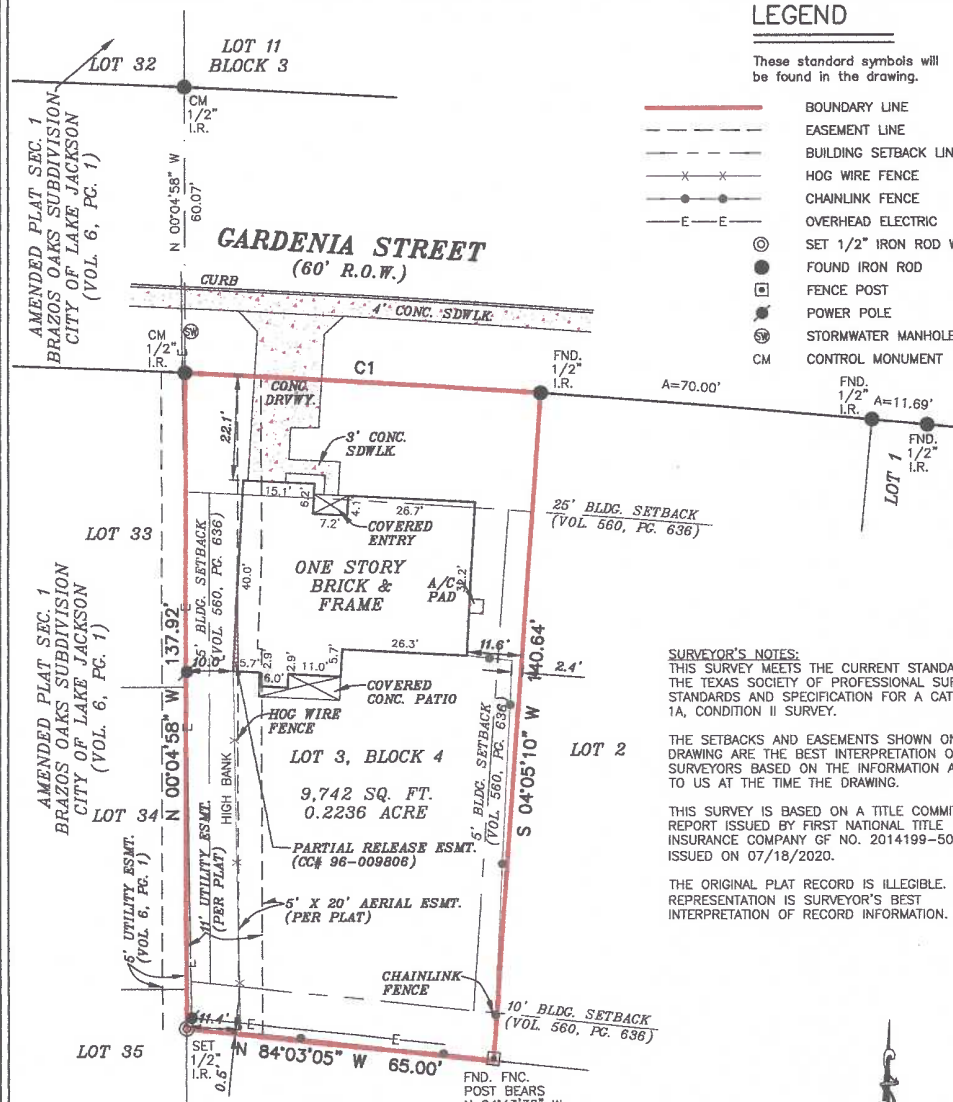 LEGEND
These standard symbols will
be found in the drawing.
BOUNDARY LINE
EASEMENT LINE
BUILDING SETBACK LIN
HOG WIRE FENCE
CHAINLINK FENCE
E E OVERHEAD ELECTRIC
SET 1/2" IRON ROD W
FOUND IRON ROD
FENCE POST
POWER POLE
SW STORMWATER MANHOLE
CM CONTROL MONUMENT
LOT 32
LOT 11
BLOCK 3
CM
1/2"
I.R.
AMENDED PLAT SEC. 1
BRAZOS OAKS SUBDIVISION
CITY OF LAKE JACKSON
(VOL. 6, PG. 1)
N 00°04'58" W
60.07'
GARDENIA STREET
(60' R.O.W.)
CURB
4' CONC. SDWLK
SW
CM
1/2"
I.R.
E
C1
CONC.
DRVWY.
FND.
1/2"
I.R.
A=70.00'
FND.
1/2"
I.R.
A=11.69'
FND.
1/2"
I.R.
LOT 1
22.1'
3' CONC.
SDWLK
15.1'
6.2'
7.2'
4.1'
26.7'
COVERED
ENTRY
25' BLDG. SETBACK
(VOL. 560, PG. 636)
LOT 33
5' BLDG. SETBACK
(VOL. 560, PG. 636)
40.0'
ONE STORY
BRICK &
FRAME
A/C
PAD
AMENDED PLAT SEC. 1
BRAZOS OAKS SUBDIVISION
CITY OF LAKE JACKSON
(VOL. 6, PG. 1)
N 00°04'58" W 137.92'
E
10.0'
5.7'
2.9'
6.0'
2.9'
11.0'
5.7'
26.3'
11.6'
2.4'
COVERED
CONC. PATIO
HOG WIRE
FENCE
E
S 04°05'10" W 140.64'
LOT 2
5' BLDG. SETBACK
(VOL. 560, PG. 636)
LOT 3, BLOCK 4
9,742 SQ. FT.
0.2236 ACRE
HIGH BANK
LOT 34
PARTIAL RELEASE ESMT.
(CC# 96-009806)
5' X 20' AERIAL ESMT.
(PER PLAT)
5' UTILITY ESMT.
(VOL. 6, PG. 1)
11' UTILITY ESMT.
(PER PLAT)
E
CHAINLINK
FENCE
10' BLDG. SETBACK
(VOL. 560, PG. 636)
11.4'
E
E
LOT 35
SET
1/2"
I.R.
0.5'
N 84°03'05" W 65.00'
FND. FNC.
POST BEARS
SURVEYOR'S NOTES:
THIS SURVEY MEETS THE CURRENT STANDA
THE TEXAS SOCIETY OF PROFESSIONAL SUR
STANDARDS AND SPECIFICATION FOR A CAT
1A, CONDITION II SURVEY.
THE SETBACKS AND EASEMENTS SHOWN ON
DRAWING ARE THE BEST INTERPRETATION O
SURVEYORS BASED ON THE INFORMATION A
TO US AT THE TIME THE DRAWING.
THIS SURVEY IS BASED ON A TITLE COMMIT
REPORT ISSUED BY FIRST NATIONAL TITLE
INSURANCE COMPANY GF NO. 2014199-50
ISSUED ON 07/18/2020.
THE ORIGINAL PLAT RECORD IS ILLEGIBLE.
REPRESENTATION IS SURVEYOR'S BEST
INTERPRETATION OF RECORD INFORMATION.